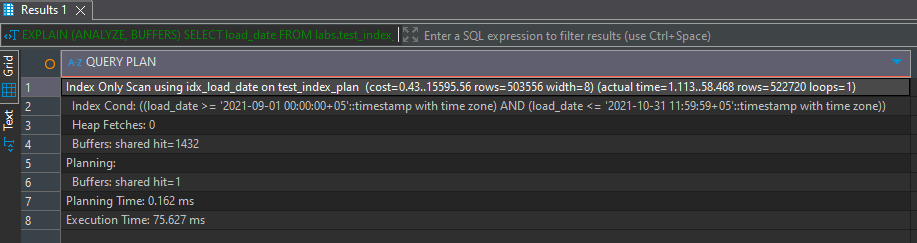 Results 1
EXPLAIN (ANALYZE, BUFFERS) SELECT load_date FROM labs.test_index. Enter a SQL expression to filter results (use Ctrl+Space)
Grid
Text
A-Z QUERY PLAN
1 Index Only Scan using idx_load_date on test_index_plan (cost=0.43..15595.56 rows=503556 width=8) (actual time=1.113..58.468 rows=522720 loops=1)
2 Index Cond: ((load_date >= '2021-09-01 00:00:00+05'::timestamp with time zone) AND (load_date <= '2021-10-31 11:59:59+05'::timestamp with time zone))
3 Heap Fetches: 0
4 Buffers: shared hit=1432
5 Planning:
6 Buffers: shared hit=1
7 Planning Time: 0.162 ms
8 Execution Time: 75.627 ms